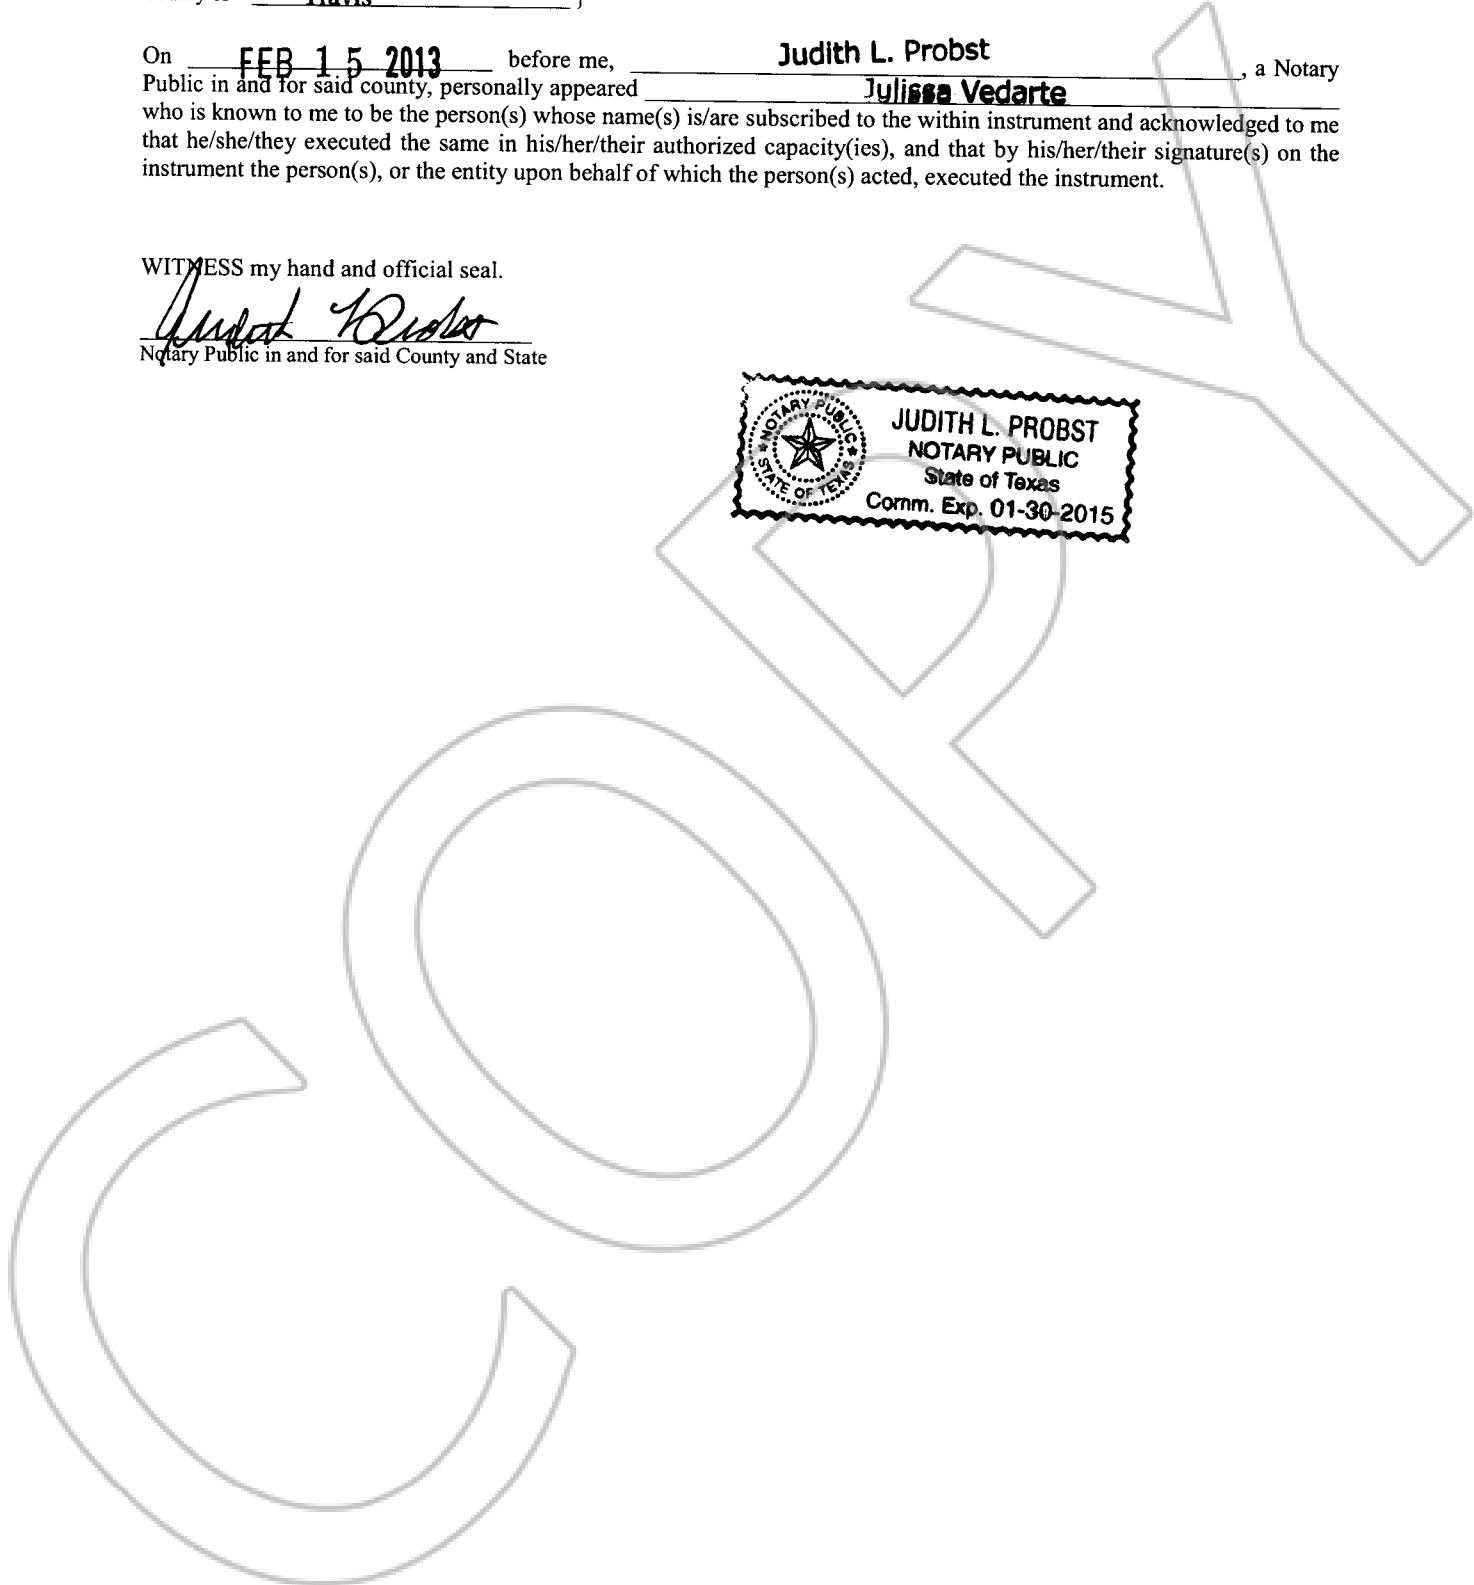 On FEB 15 2013 before me, Judith L. Probst, a Notary
Public in and for said county, personally appeared Julissa Vedarte
who is known to me to be the person(s) whose name(s) is/are subscribed to the within instrument and acknowledged to me
that he/she/they executed the same in his/her/their authorized capacity(ies), and that by his/her/their signature(s) on the
instrument the person(s), or the entity upon behalf of which the person(s) acted, executed the instrument.
WITNESS my hand and official seal.
Judith L Probst
Notary Public in and for said County and State
NOTARY PUBLIC
STATE OF TEXAS
JUDITH L. PROBST
NOTARY PUBLIC
State of Texas
Comm. Exp. 01-30-2015
COPY